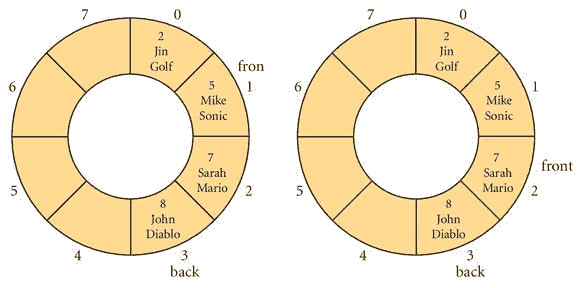 7
0
2
Jin
Golf
fron
1
5
Mike
Sonic
6
7
Sarah
Mario
2
5
8
John
Diablo
4
3
back
7
0
2
Jin
Golf
1
5
Mike
Sonic
6
7
Sarah
Mario
front
2
5
8
John
Diablo
4
3
back